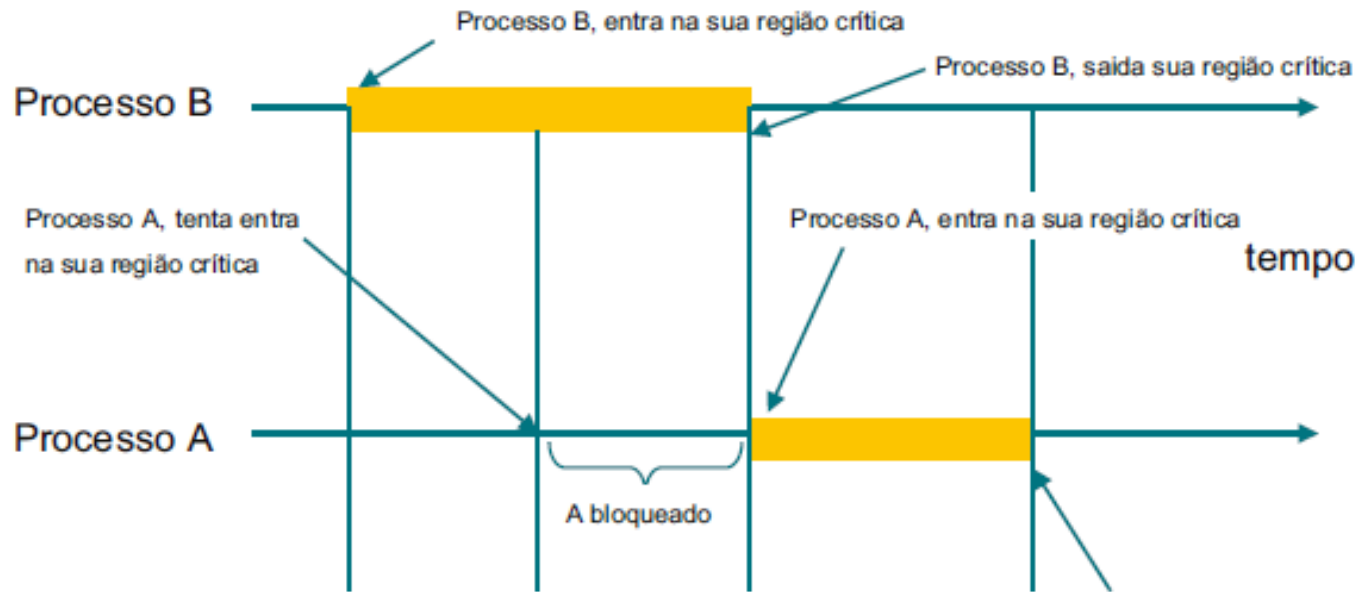 Processo B, entra na sua região crítica
Processo B, saida sua região crítica
Processo B
Processo A, tenta entra
na sua região crítica
Processo A, entra na sua região crítica
tempo
Processo A
A bloqueado